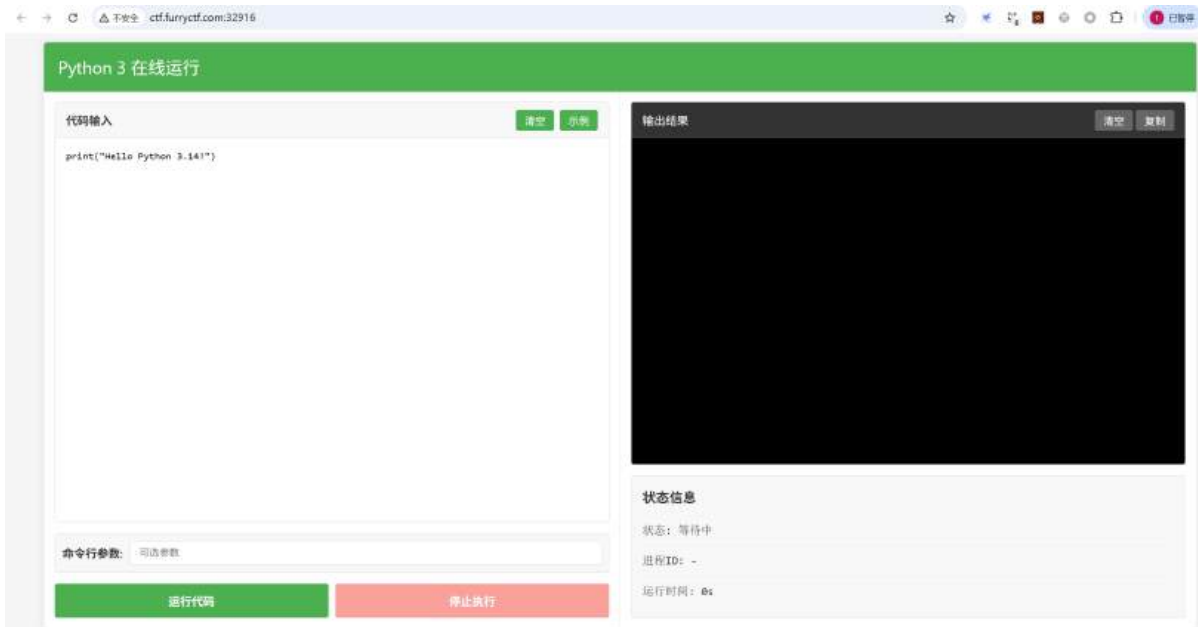 不安全 ctf.furryctf.com:32916
已暂停
Python 3 在线运行
代码输入
清空 示例
print("Hello Python 3.14!")
命令行参数: 可选参数
运行代码 停止执行
输出结果
清空 复制
状态信息
状态: 等待中
进程ID: -
运行时间: 0s